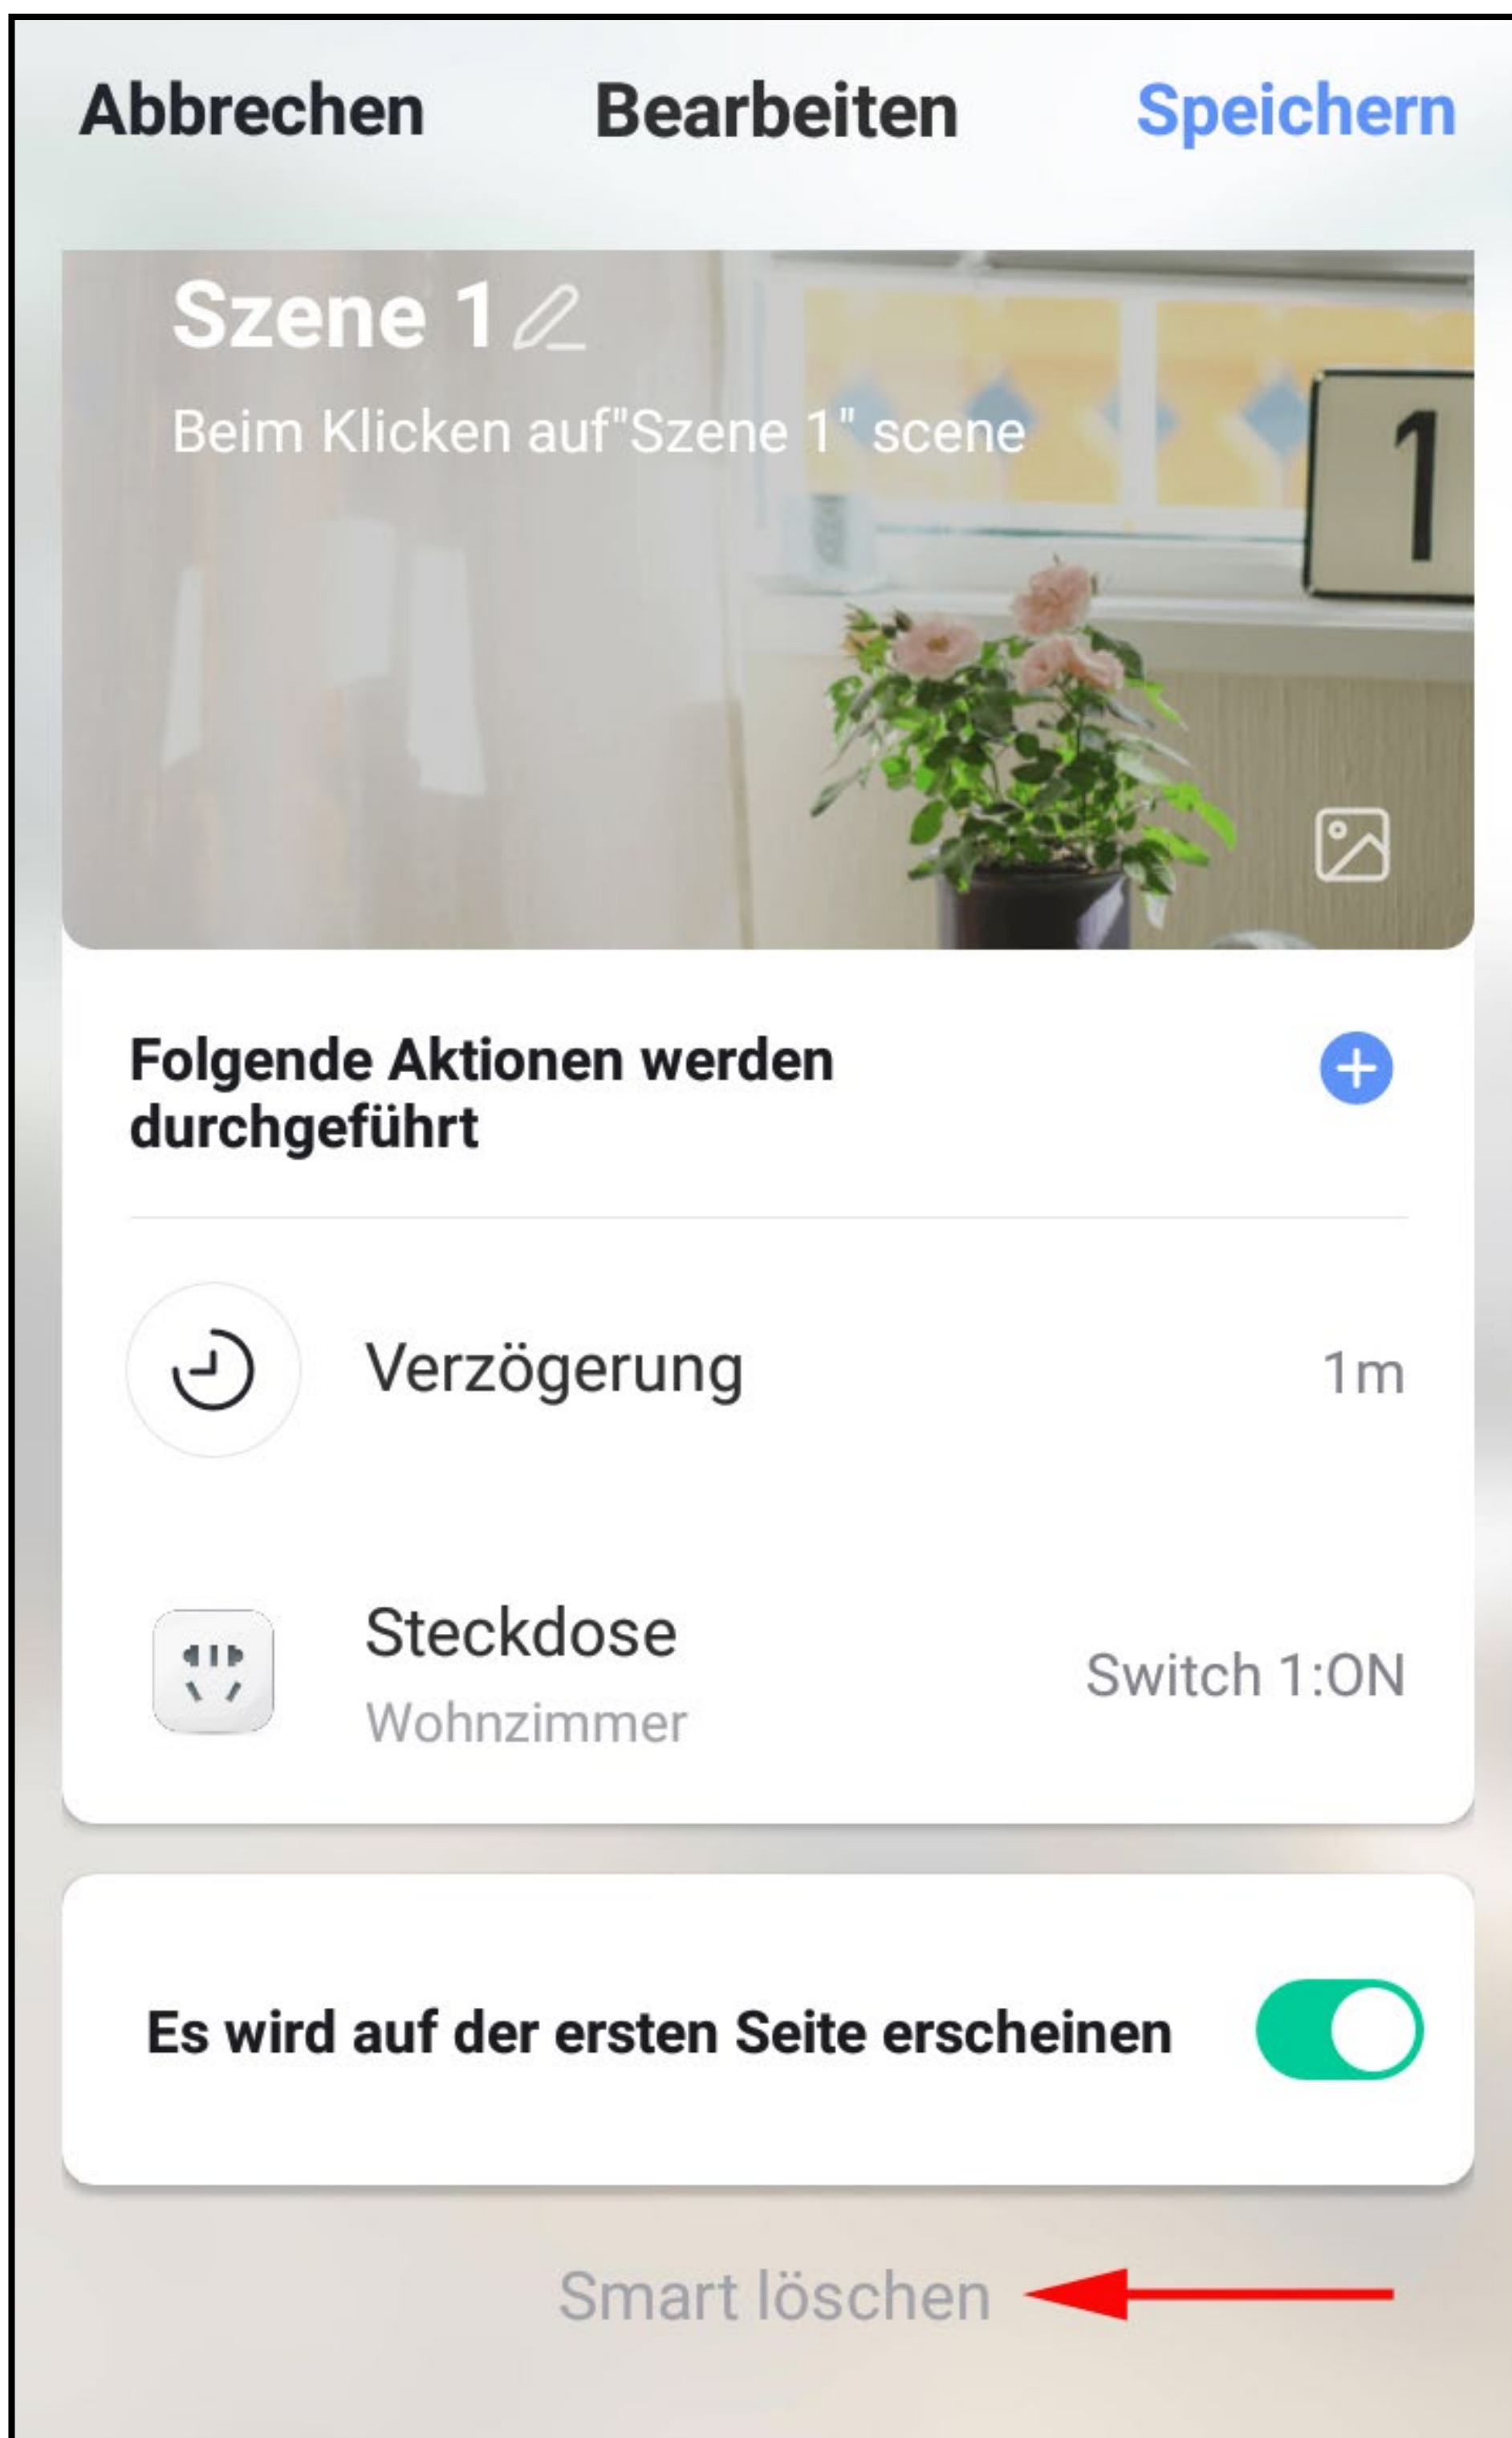 Abbrechen Bearbeiten Speichern
Szene 1
Beim Klicken auf"Szene 1" scene
1
Folgende Aktionen werden
durchgeführt
Verzögerung 1m
Steckdose
Switch 1:ON
Wohnzimmer
Es wird auf der ersten Seite erscheinen
Smart löschen